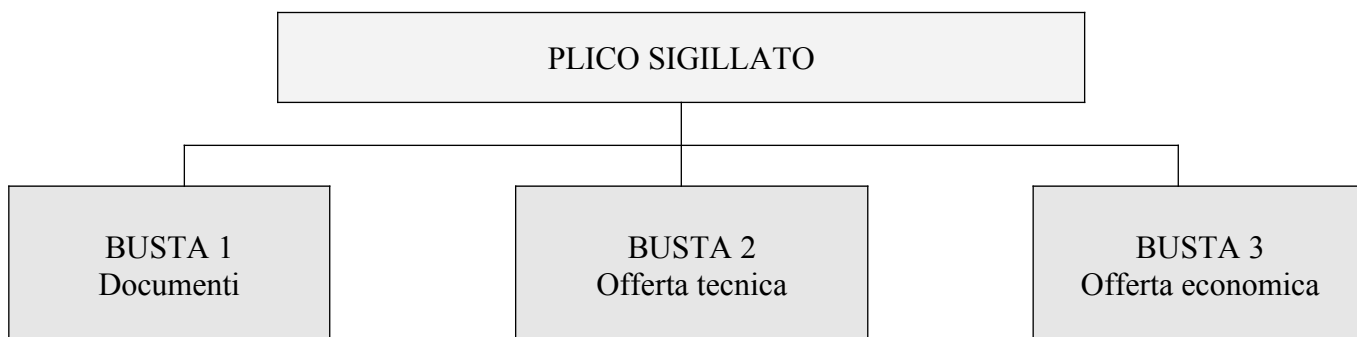 PLICO SIGILLATO
BUSTA 1
Documenti
BUSTA 2
Offerta tecnica
BUSTA 3
Offerta economica